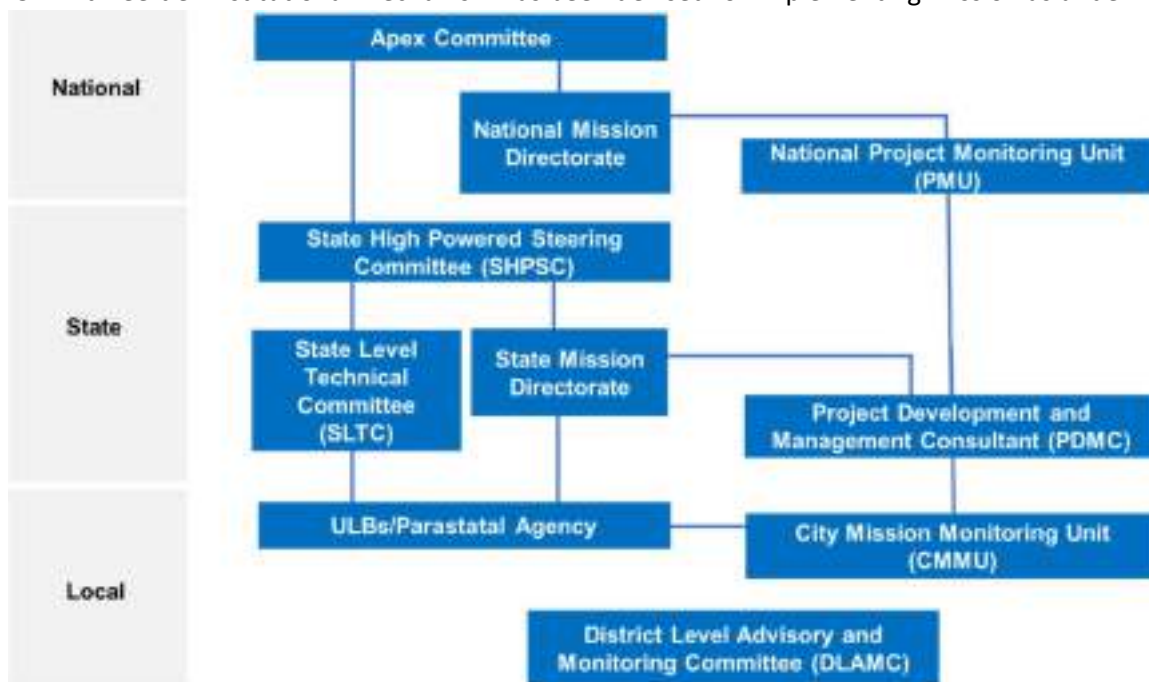 Apex Committee
National
National Mission
Directorate
National Project Monitoring Unit
(PMU)
State High Powered Steering
Committee (SHPSC)
State
State Level
Technical
Committee
(SLTC)
State Mission
Directorate
Project Development and
Management Consultant (PDMC)
ULBs/Parastatal Agency
City Mission Monitoring Unit
(CMMU)
Local
District Level Advisory and
Monitoring Committee (DLAMC)